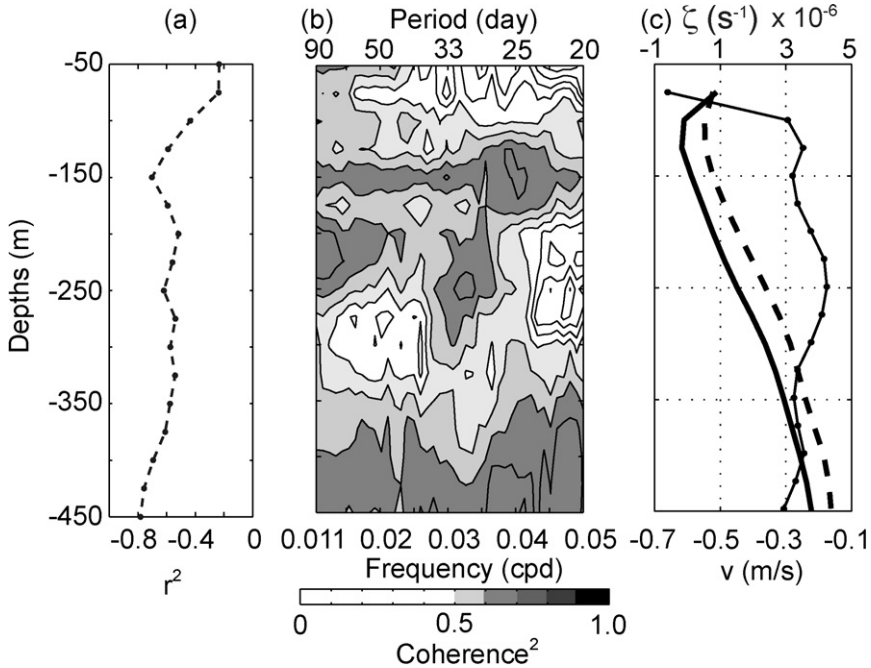 (a)
(b)
Period (day)
(c)
ζ (s-1) x 10-6
90 50 33 25 20
-1 1 3 5
-50
-150
-250
-350
-450
Depths (m)
-0.8 -0.4 0
r2
0.011 0.02 0.03 0.04 0.05
Frequency (cpd)
-0.7 -0.5 -0.3 -0.1
v (m/s)
0 0.5 1.0
Coherence2